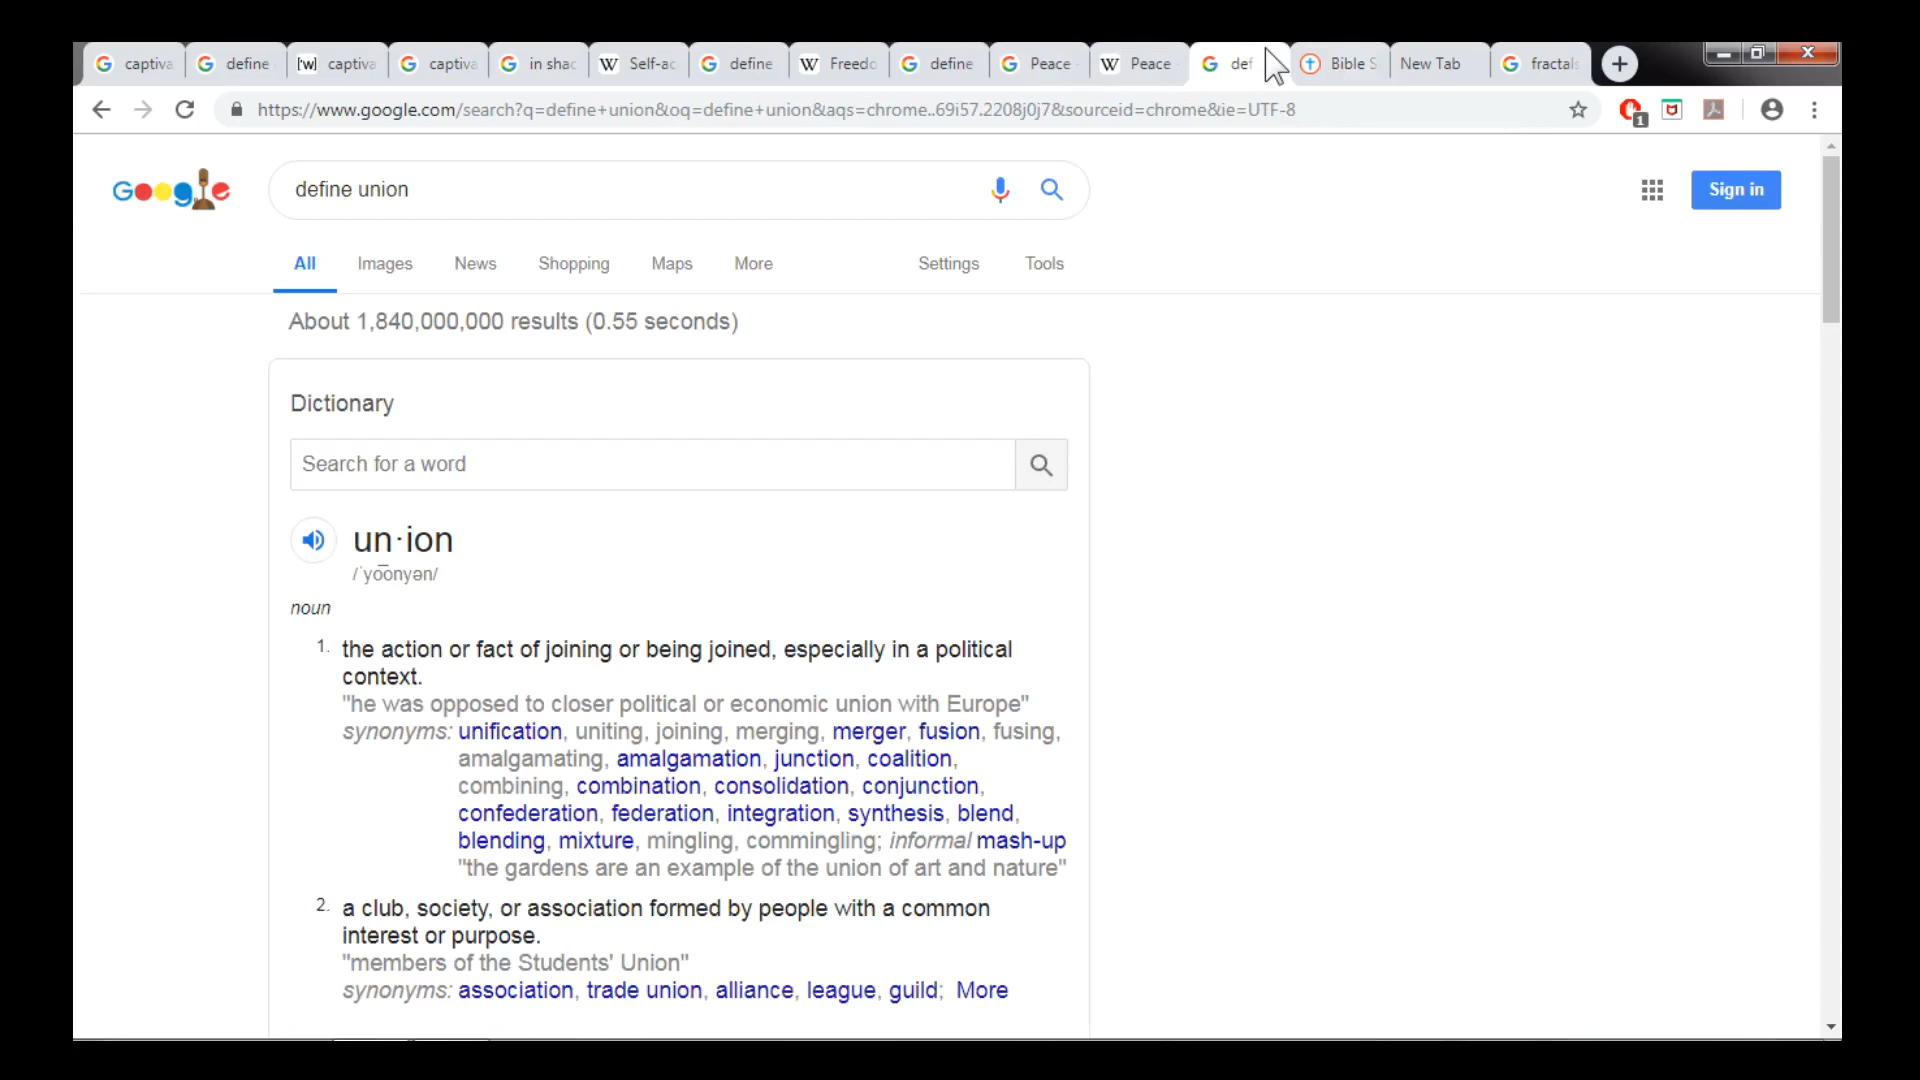 captiva
define
['w] captiva
captiva
in shac
W Self-ac
define
W Freedo
define
Peace
W Peace
def
Bible S
New Tab
fractals
https://www.google.com/search?q=define+union&oq=define+union&aqs=chrome..69i57.2208j0j7&sourceid=chrome&ie=UTF-8
1
Google
define union
Sign in
All Images News Shopping Maps More Settings Tools
About 1,840,000,000 results (0.55 seconds)
Dictionary
Search for a word
un·ion
/ˈyo͞onyən/
noun
1. the action or fact of joining or being joined, especially in a political
context.
"he was opposed to closer political or economic union with Europe"
synonyms: unification, uniting, joining, merging, merger, fusion, fusing,
amalgamating, amalgamation, junction, coalition,
combining, combination, consolidation, conjunction,
confederation, federation, integration, synthesis, blend,
blending, mixture, mingling, commingling; informal mash-up
"the gardens are an example of the union of art and nature"
2. a club, society, or association formed by people with a common
interest or purpose.
"members of the Students' Union"
synonyms: association, trade union, alliance, league, guild; More